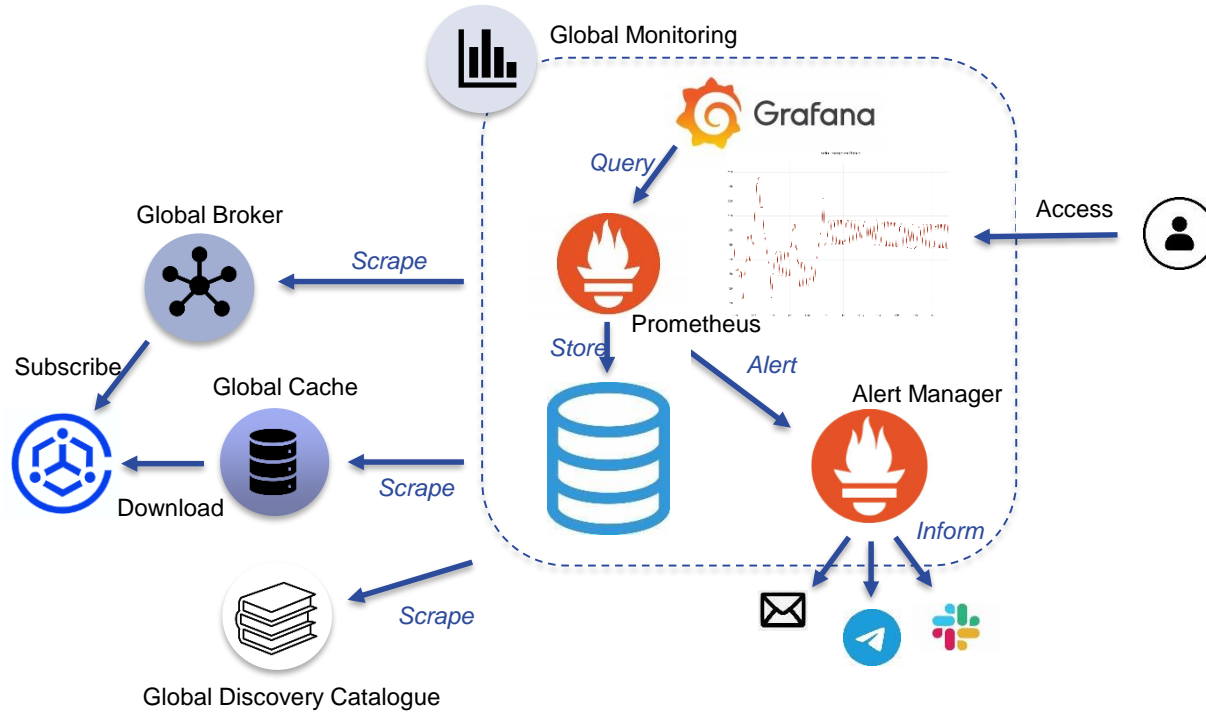 Global Monitoring
Grafana
Query
Global Broker
Access
Scrape
Prometheus
Store
Alert
Subscribe
Global Cache
Alert Manager
Scrape
Download
Inform
Scrape
Global Discovery Catalogue